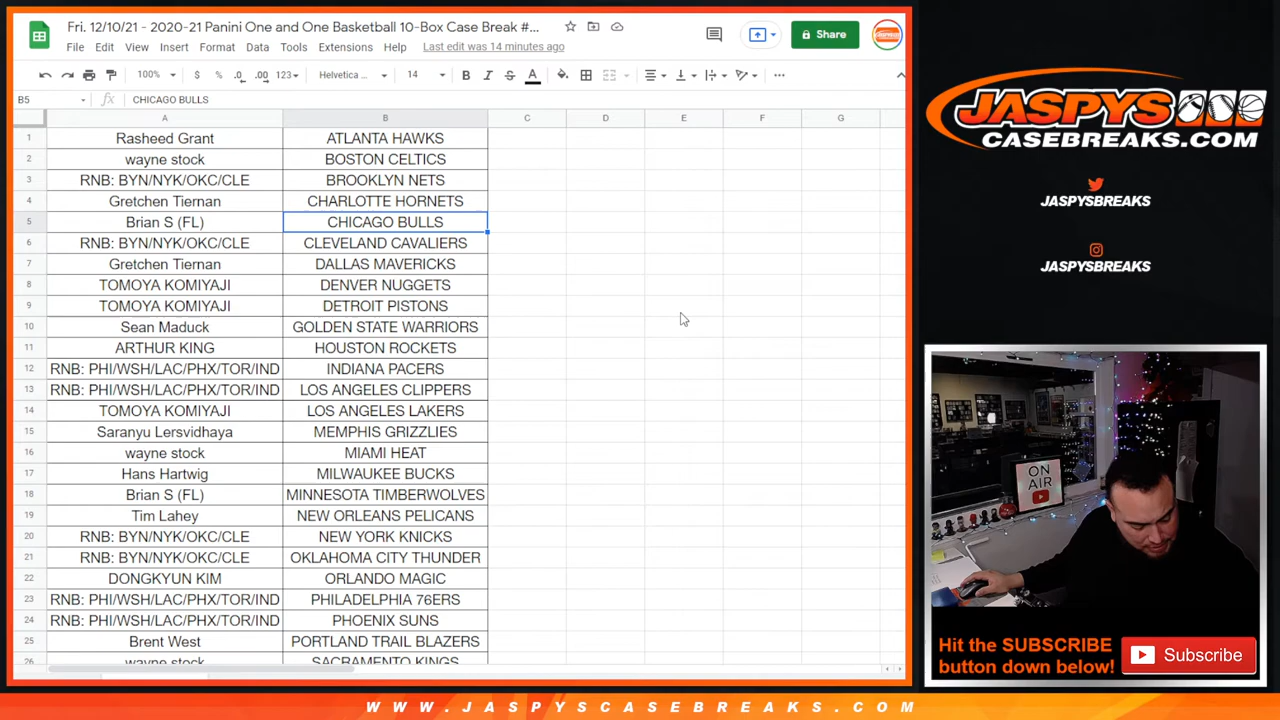 Fri. 12/10/21 - 2020-21 Panini One and One Basketball 10-Box Case Break #...
File Edit View Insert Format Data Tools Extensions Help Last edit was 14 minutes ago
Share
100% $ % .0 .00 123 Helvetica ... 14 B I S A
B5 fx CHICAGO BULLS
A B C D E F G
1 Rasheed Grant ATLANTA HAWKS
2 wayne stock BOSTON CELTICS
3 RNB: BYN/NYK/OKC/CLE BROOKLYN NETS
4 Gretchen Tiernan CHARLOTTE HORNETS
5 Brian S (FL) CHICAGO BULLS
6 RNB: BYN/NYK/OKC/CLE CLEVELAND CAVALIERS
7 Gretchen Tiernan DALLAS MAVERICKS
8 TOMOYA KOMIYAJI DENVER NUGGETS
9 TOMOYA KOMIYAJI DETROIT PISTONS
10 Sean Maduck GOLDEN STATE WARRIORS
11 ARTHUR KING HOUSTON ROCKETS
12 RNB: PHI/WSH/LAC/PHX/TOR/IND INDIANA PACERS
13 RNB: PHI/WSH/LAC/PHX/TOR/IND LOS ANGELES CLIPPERS
14 TOMOYA KOMIYAJI LOS ANGELES LAKERS
15 Saranyu Lersvidhaya MEMPHIS GRIZZLIES
16 wayne stock MIAMI HEAT
17 Hans Hartwig MILWAUKEE BUCKS
18 Brian S (FL) MINNESOTA TIMBERWOLVES
19 Tim Lahey NEW ORLEANS PELICANS
20 RNB: BYN/NYK/OKC/CLE NEW YORK KNICKS
21 RNB: BYN/NYK/OKC/CLE OKLAHOMA CITY THUNDER
22 DONGKYUN KIM ORLANDO MAGIC
23 RNB: PHI/WSH/LAC/PHX/TOR/IND PHILADELPHIA 76ERS
24 RNB: PHI/WSH/LAC/PHX/TOR/IND PHOENIX SUNS
25 Brent West PORTLAND TRAIL BLAZERS
26 wayne stock SACRAMENTO KINGS
JASPYS
CASEBREAKS.COM
JASPYSBREAKS
JASPYSBREAKS
ON
AIR
Hit the SUBSCRIBE
button down below!
Subscribe
WWW.JASPYSCASEBREAKS.COM